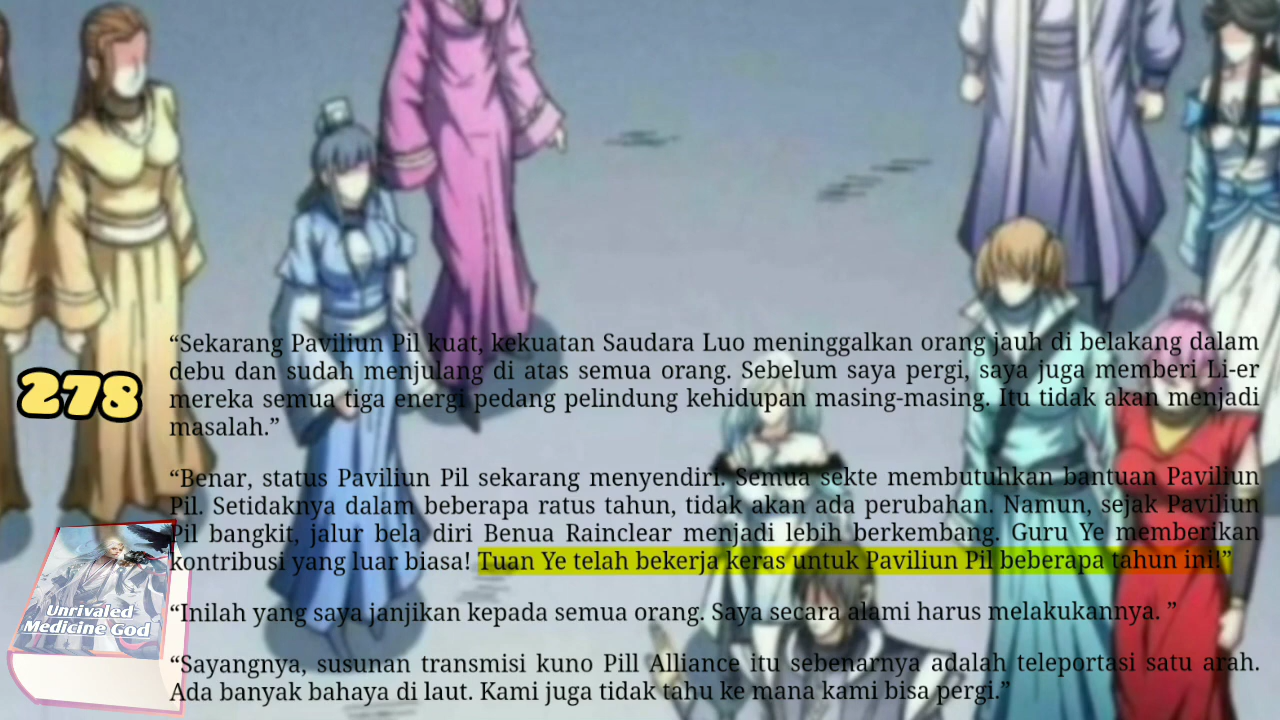 “Sekarang Paviliun Pil kuat, kekuatan Saudara Luo meninggalkan orang jauh di belakang dalam
debu dan sudah menjulang di atas semua orang. Sebelum saya pergi, saya juga memberi Li-er
mereka semua tiga energi pedang pelindung kehidupan masing-masing. Itu tidak akan menjadi
masalah.”
278
“Benar, status Paviliun Pil sekarang menyendiri. Semua sekte membutuhkan bantuan Paviliun
Pil. Setidaknya dalam beberapa ratus tahun, tidak akan ada perubahan. Namun, sejak Paviliun
Pil bangkit, jalur bela diri Benua Rainclear menjadi lebih berkembang. Guru Ye memberikan
kontribusi yang luar biasa! Tuan Ye telah bekerja keras untuk Paviliun Pil beberapa tahun ini!”
“Inilah yang saya janjikan kepada semua orang. Saya secara alami harus melakukannya. ”
Unrivaled
Medicine God
“Sayangnya, susunan transmisi kuno Pill Alliance itu sebenarnya adalah teleportasi satu arah.
Ada banyak bahaya di laut. Kami juga tidak tahu ke mana kami bisa pergi.”